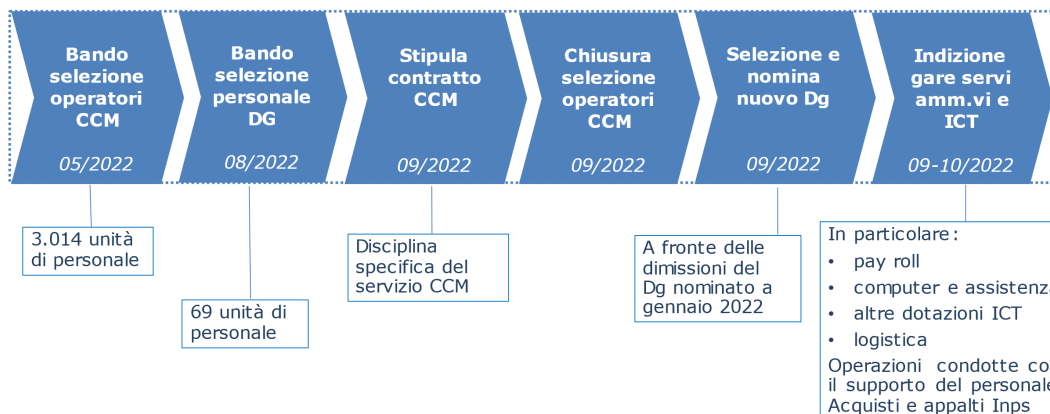 Bando
selezione
operatori
CCM
05/2022
Bando
selezione
personale
DG
08/2022
Stipula
contratto
CCM
09/2022
Chiusura
selezione
operatori
CCM
09/2022
Selezione e
nomina
nuovo Dg
09/2022
Indizione
gare servi
amm.vi e
ICT
09-10/2022
3.014 unità
di personale
69 unità di
personale
Disciplina
specifica del
servizio CCM
A fronte delle
dimissioni del
Dg nominato a
gennaio 2022
In particolare:
• pay roll
• computer e assistenza
• altre dotazioni ICT
• logistica
Operazioni condotte co
il supporto del personale
Acquisti e appalti Inps